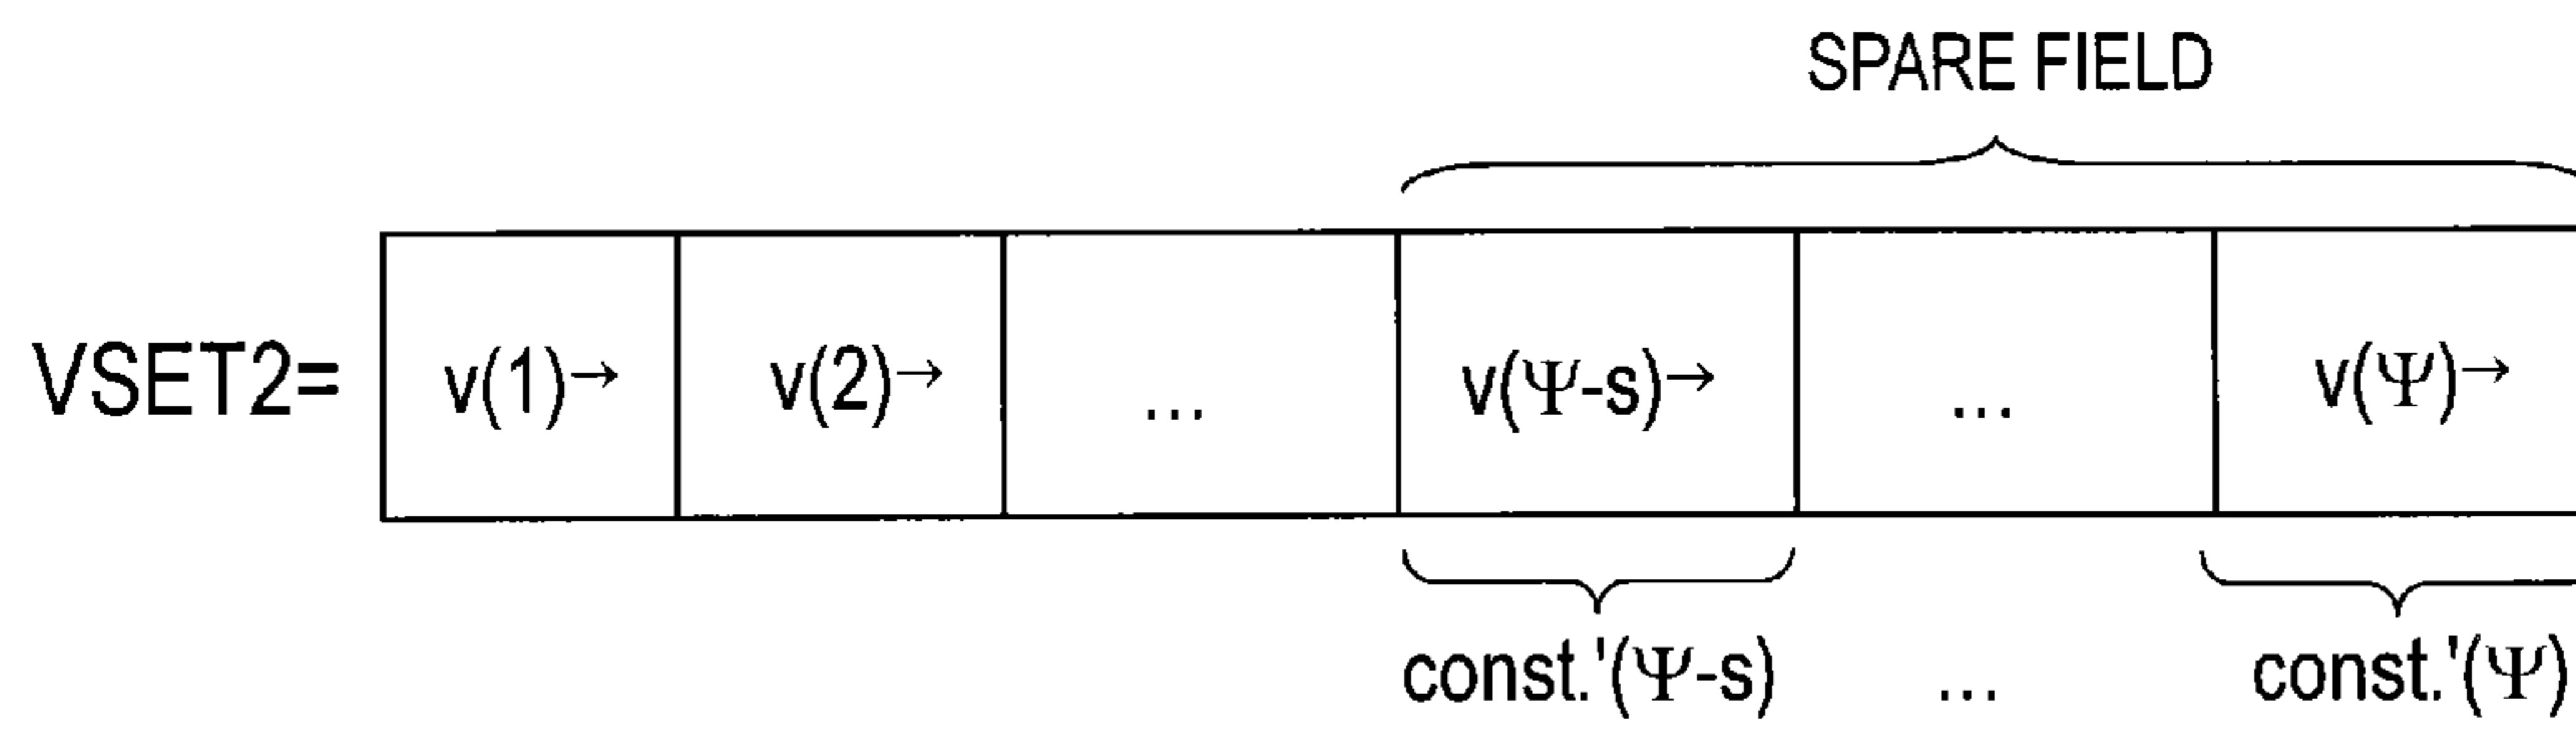 SPARE FIELD
VSET2= v(1)→ v(2)→ ... v(Ψ-s)→ ... v(Ψ)→
const.'(Ψ-s) ... const.'(Ψ)